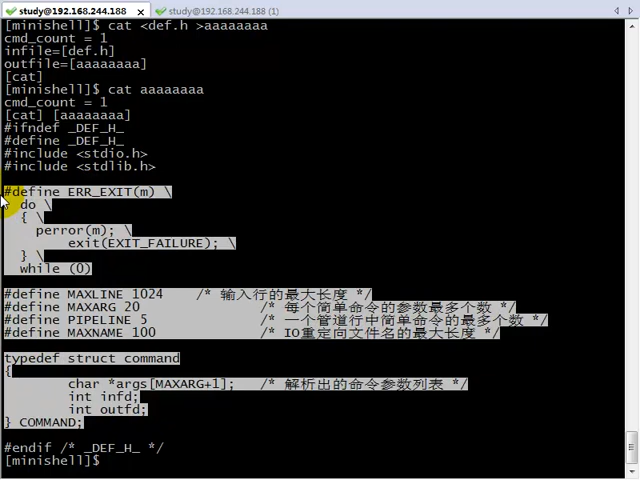 study@192.168.244.188 × study@192.168.244.188 (1)
[minishell]$ cat <def.h >aaaaaaaa
cmd_count = 1
infile=[def.h]
outfile=[aaaaaaaa]
[cat]
[minishell]$ cat aaaaaaaa
cmd_count = 1
[cat] [aaaaaaaa]
#ifndef _DEF_H_
#define _DEF_H_
#include <stdio.h>
#include <stdlib.h>
#define ERR_EXIT(m) \
do \
{ \
perror(m); \
exit(EXIT_FAILURE); \
} \
while (0)
#define MAXLINE 1024 /* 输入行的最大长度 */
#define MAXARG 20 /* 每个简单命令的参数最多个数 */
#define PIPELINE 5 /* 一个管道行中简单命令的最多个数 */
#define MAXNAME 100 /* IO重定向文件名的最大长度 */
typedef struct command
{
char *args[MAXARG+1]; /* 解析出的命令参数列表 */
int infd;
int outfd;
} COMMAND;
#endif /* _DEF_H_ */
[minishell]$